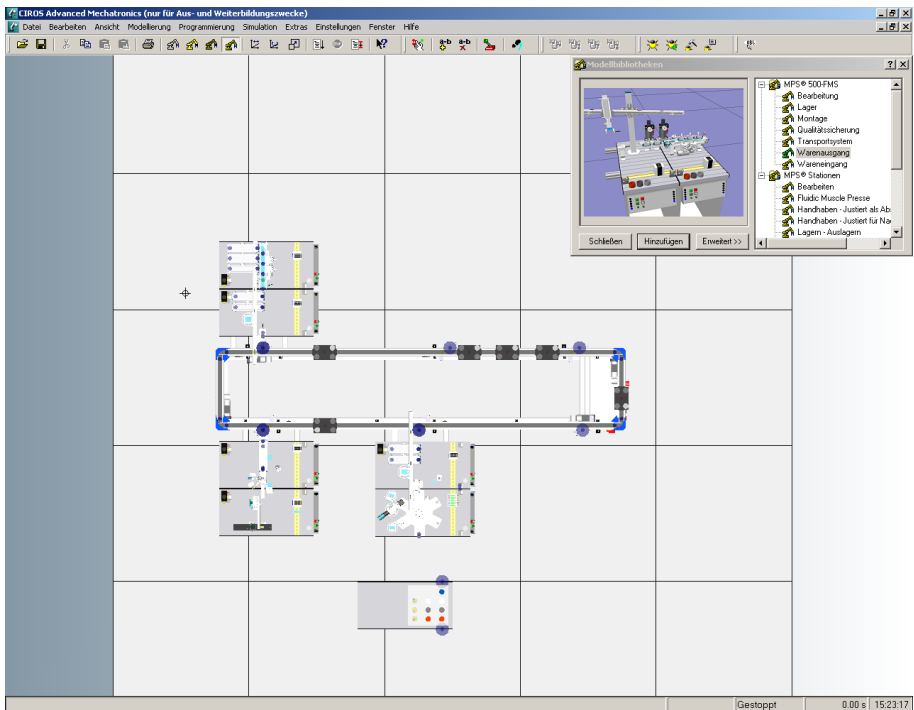 CIROS Advanced Mechatronics (nur für Aus- und Weiterbildungszwecke)
Datei Bearbeiten Ansicht Modellierung Programmierung Simulation Extras Einstellungen Fenster Hilfe
Modellbibliotheken
MPS® 500-FMS
Bearbeitung
Lager
Montage
Qualitätssicherung
Transportsystem
Warenausgang
Wareneingang
MPS® Stationen
Bearbeiten
Fluidic Muscle Presse
Handhaben - Justiert als Ab
Handhaben - Justiert für Na
Lagern - Auslagern
Schließen Hinzufügen Erweitert >>
Gestoppt 0.00 s 15:23:17